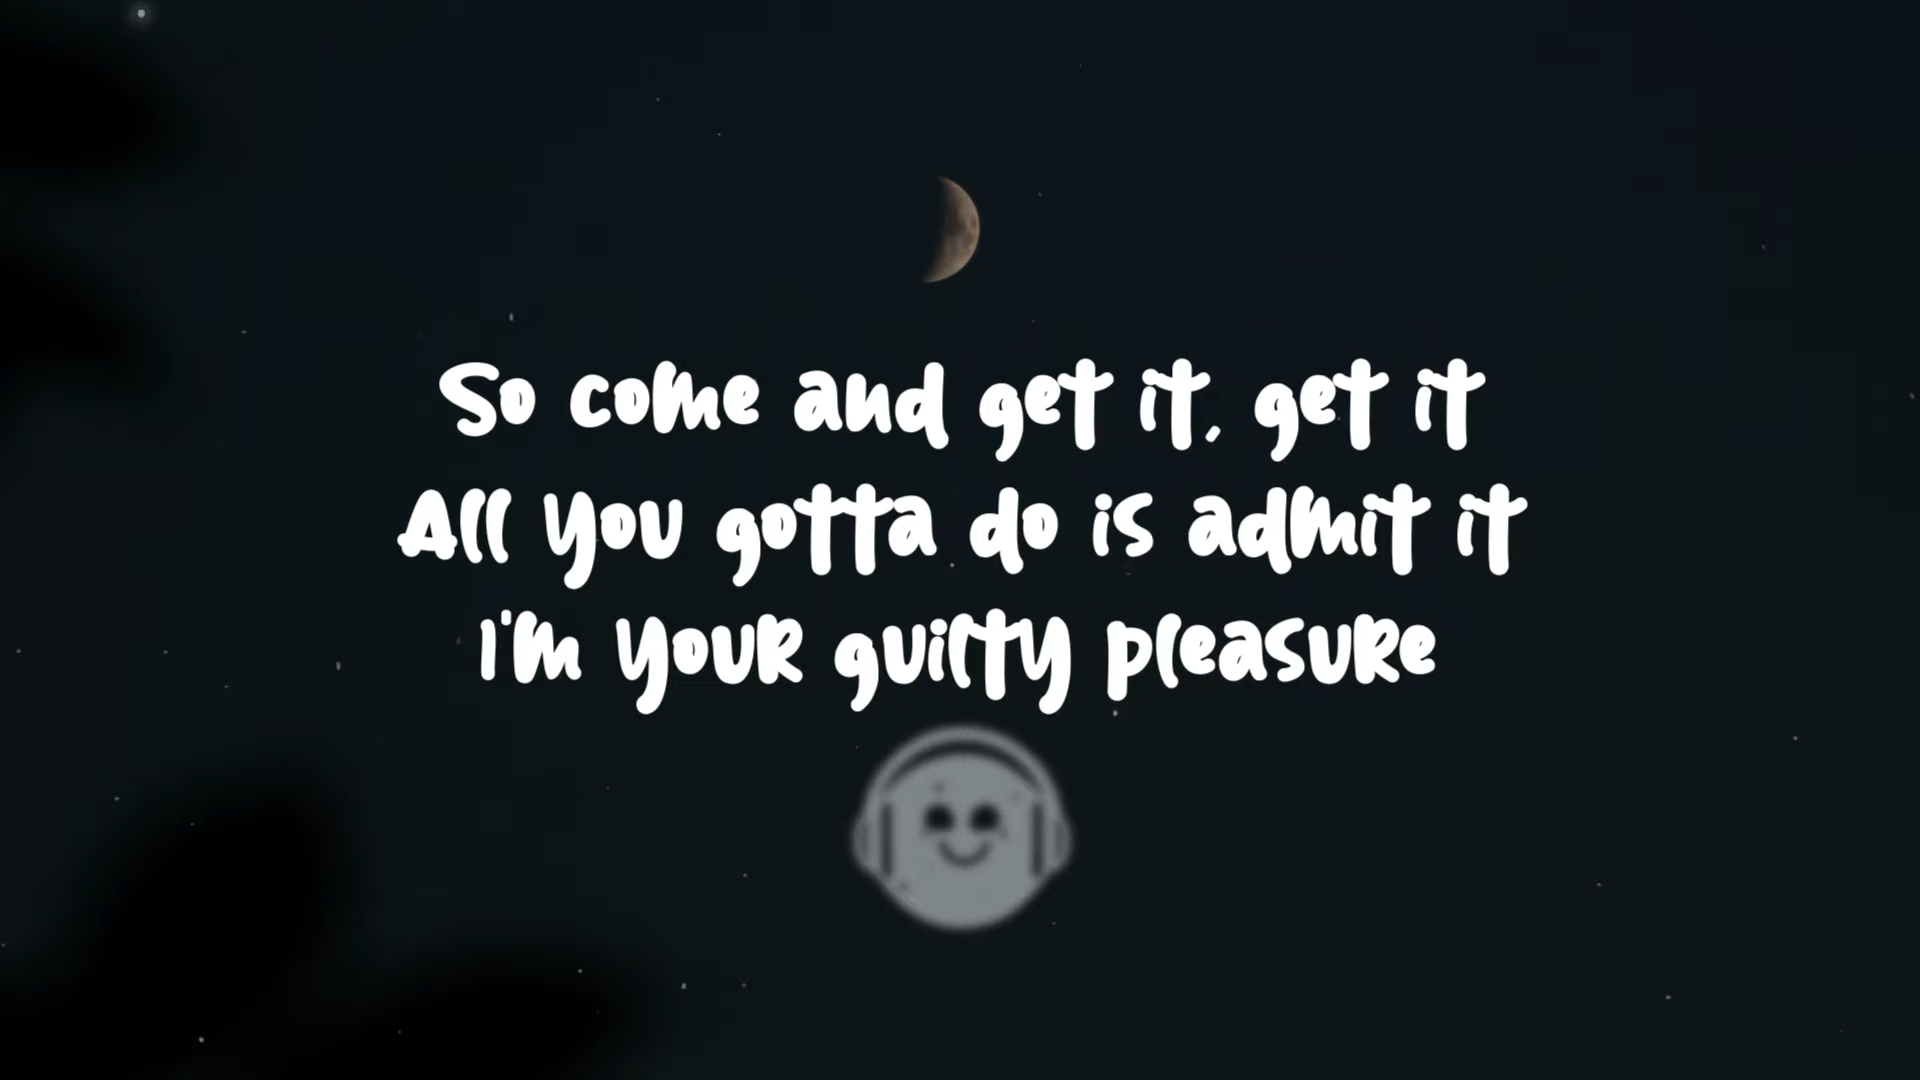 So come and get it, get it
All you gotta do is admit it
I'm your guilty pleasure